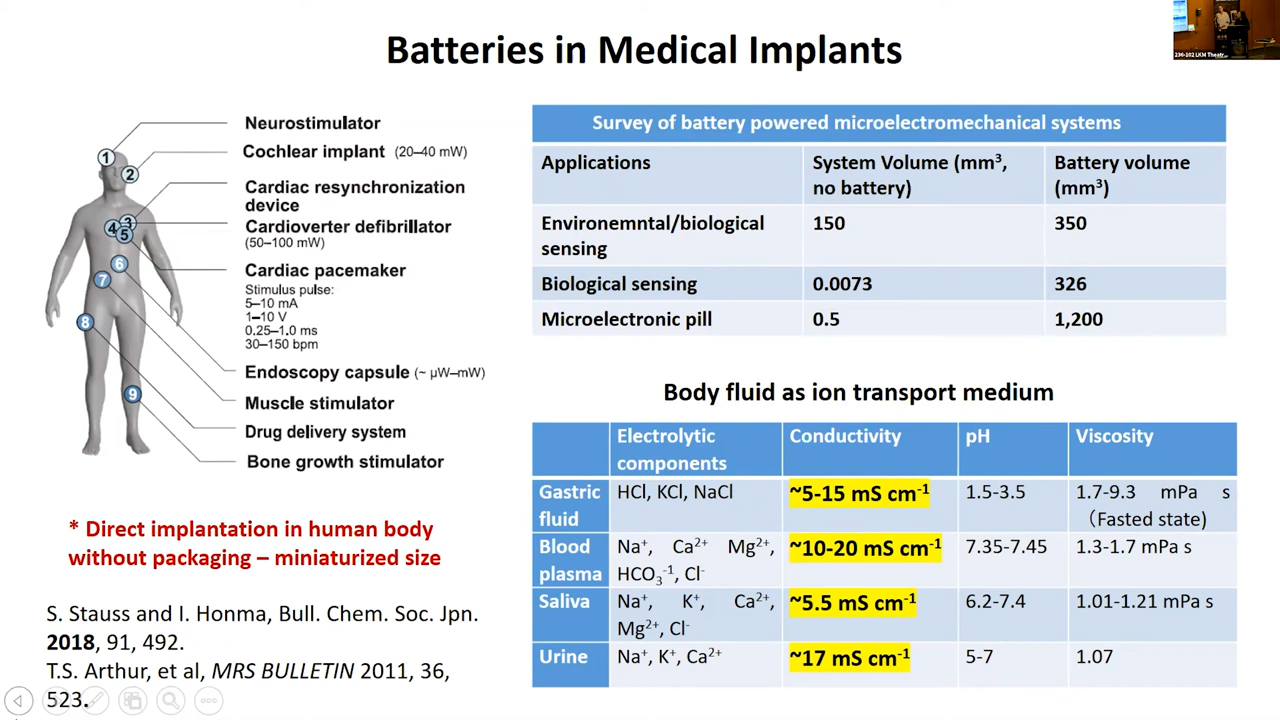 Batteries in Medical Implants
236-102 LKM Theatr...
1
2
3
4
5
6
7
8
9
Neurostimulator
Cochlear implant (20–40 mW)
Cardiac resynchronization
device
Cardioverter defibrillator
(50–100 mW)
Cardiac pacemaker
Stimulus pulse:
5–10 mA
1–10 V
0.25–1.0 ms
30–150 bpm
Endoscopy capsule (~ μW–mW)
Muscle stimulator
Drug delivery system
Bone growth stimulator
* Direct implantation in human body
without packaging – miniaturized size
S. Stauss and I. Honma, Bull. Chem. Soc. Jpn.
2018, 91, 492.
T.S. Arthur, et al, MRS BULLETIN 2011, 36,
523.
Survey of battery powered microelectromechanical systems
Applications
System Volume (mm³,
no battery)
Battery volume
(mm³)
Environemntal/biological
sensing
150
350
Biological sensing
0.0073
326
Microelectronic pill
0.5
1,200
Body fluid as ion transport medium
Electrolytic
components
Conductivity
pH
Viscosity
Gastric
fluid
HCl, KCl, NaCl
~5-15 mS cm⁻¹
1.5-3.5
1.7-9.3 mPa s
(Fasted state)
Blood
plasma
Na⁺, Ca²⁺ Mg²⁺,
HCO₃⁻¹, Cl⁻
~10-20 mS cm⁻¹
7.35-7.45
1.3-1.7 mPa s
Saliva
Na⁺, K⁺, Ca²⁺,
Mg²⁺, Cl⁻
~5.5 mS cm⁻¹
6.2-7.4
1.01-1.21 mPa s
Urine
Na⁺, K⁺, Ca²⁺
~17 mS cm⁻¹
5-7
1.07